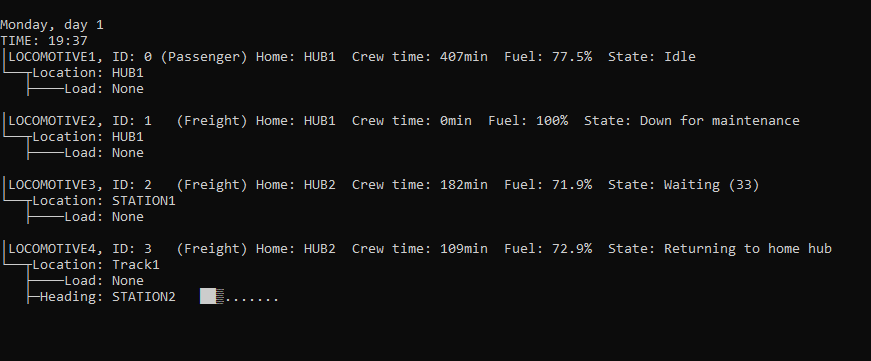 Monday, day 1
TIME: 19:37
│LOCOMOTIVE1, ID: 0 (Passenger) Home: HUB1  Crew time: 407min  Fuel: 77.5%  State: Idle
└──┬Location: HUB1
   ├────Load: None
│LOCOMOTIVE2, ID: 1   (Freight) Home: HUB1  Crew time: 0min  Fuel: 100%  State: Down for maintenance
└──┬Location: HUB1
   ├────Load: None
│LOCOMOTIVE3, ID: 2   (Freight) Home: HUB2  Crew time: 182min  Fuel: 71.9%  State: Waiting (33)
└──┬Location: STATION1
   ├────Load: None
│LOCOMOTIVE4, ID: 3   (Freight) Home: HUB2  Crew time: 109min  Fuel: 72.9%  State: Returning to home hub
└──┬Location: Track1
   ├────Load: None
   ├─Heading: STATION2   ██▒.......